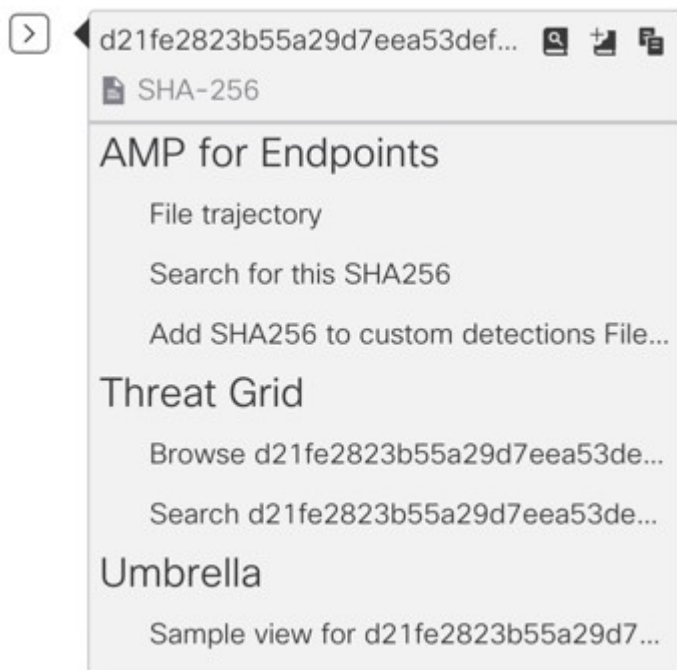 d21fe2823b55a29d7eea53def...
SHA-256
AMP for Endpoints
File trajectory
Search for this SHA256
Add SHA256 to custom detections File...
Threat Grid
Browse d21fe2823b55a29d7eea53de...
Search d21fe2823b55a29d7eea53de...
Umbrella
Sample view for d21fe2823b55a29d7...